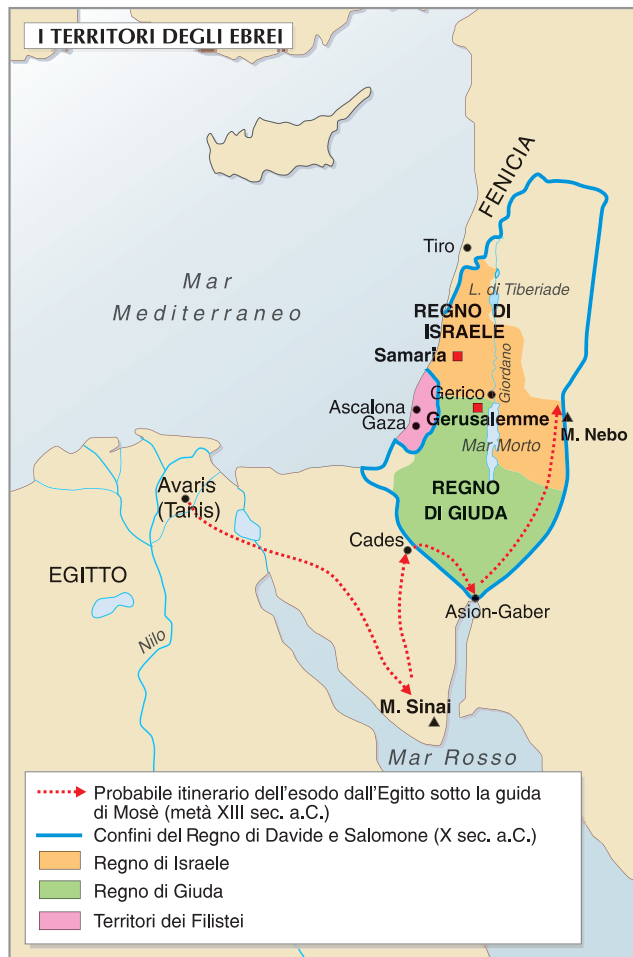 I TERRITORI DEGLI EBREI
FENICIA
Tiro
Mar
Mediterraneo
L. di Tiberiade
REGNO DI
ISRAELE
Samaria
Giordano
Gerico
Ascalona
Gaza
Gerusalemme
M. Nebo
Mar Morto
Avaris
(Tanis)
REGNO
DI GIUDA
Cades
EGITTO
Asion-Gaber
Nilo
M. Sinai
Mar Rosso
Probabile itinerario dell'esodo dall'Egitto sotto la guida
di Mosè (metà XIII sec. a.C.)
Confini del Regno di Davide e Salomone (X sec. a.C.)
Regno di Israele
Regno di Giuda
Territori dei Filistei